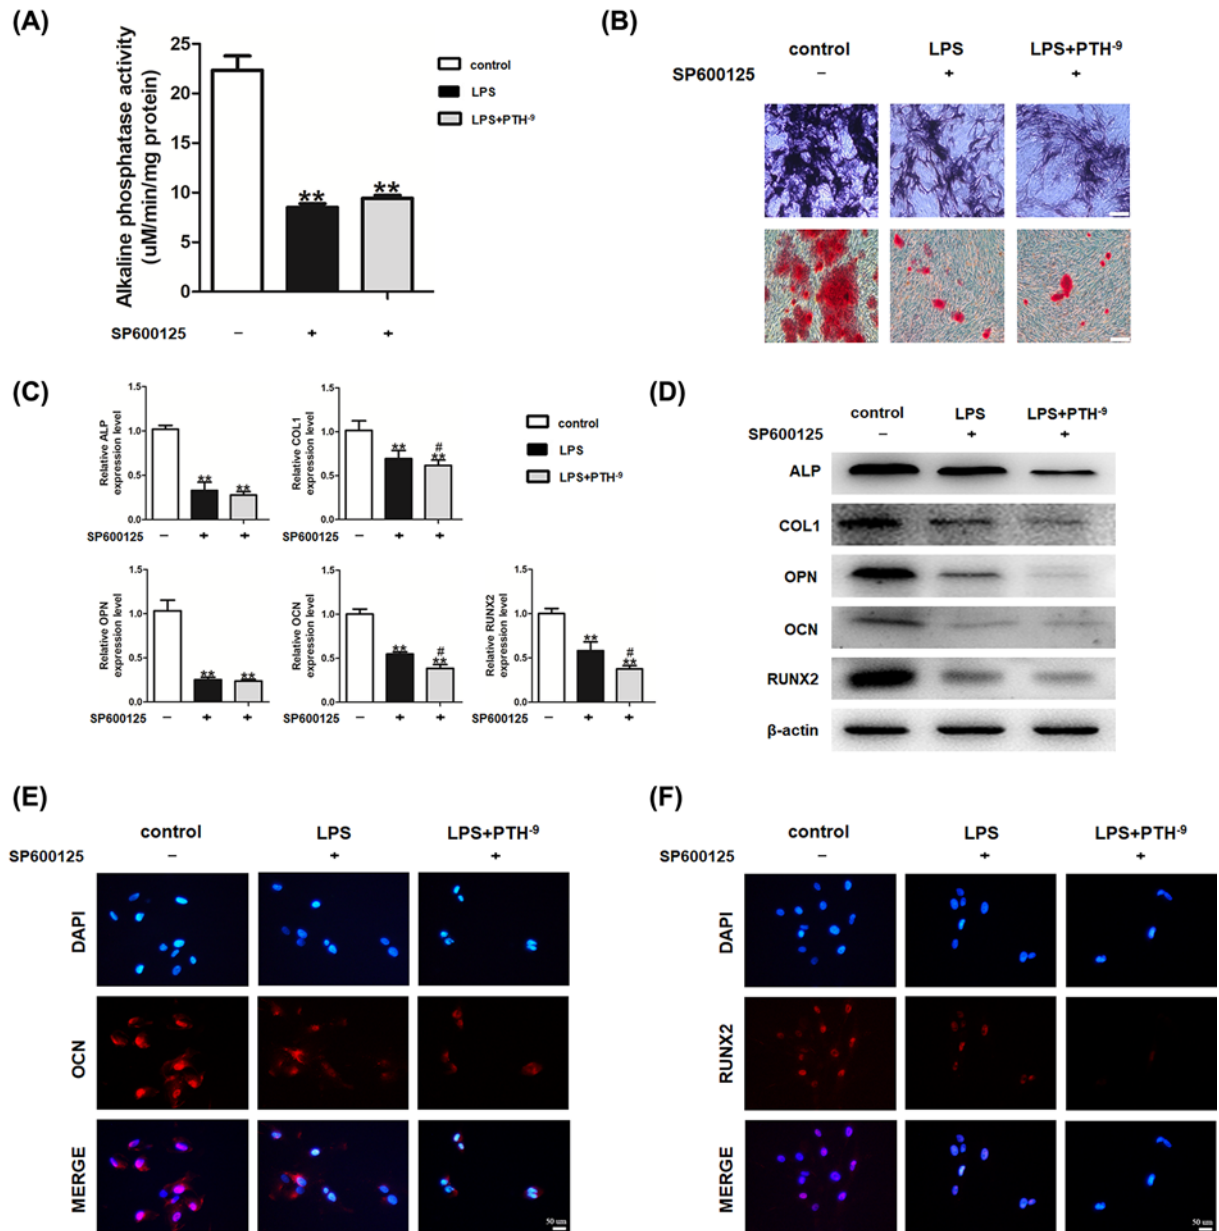 (A)
Alkaline phosphatase activity
(uM/min/mg protein)
25
20
15
10
5
0
**
**
control
LPS
LPS+PTH⁻⁹
SP600125
–
+
+
(B)
control
LPS
LPS+PTH⁻⁹
SP600125
–
+
+
(C)
Relative ALP
expression level
1.5
1.0
0.5
0.0
**
**
SP600125
–
+
+
Relative COL1
expression level
1.5
1.0
0.5
0.0
**
#
**
SP600125
–
+
+
control
LPS
LPS+PTH⁻⁹
Relative OPN
expression level
1.5
1.0
0.5
0.0
**
**
SP600125
–
+
+
Relative OCN
expression level
1.5
1.0
0.5
0.0
**
#
**
SP600125
–
+
+
Relative RUNX2
expression level
1.5
1.0
0.5
0.0
**
#
**
SP600125
–
+
+
(D)
control
LPS
LPS+PTH⁻⁹
SP600125
–
+
+
ALP
COL1
OPN
OCN
RUNX2
β-actin
(E)
control
LPS
LPS+PTH⁻⁹
SP600125
–
+
+
DAPI
OCN
MERGE
50 um
(F)
control
LPS
LPS+PTH⁻⁹
SP600125
–
+
+
DAPI
RUNX2
MERGE
50 um